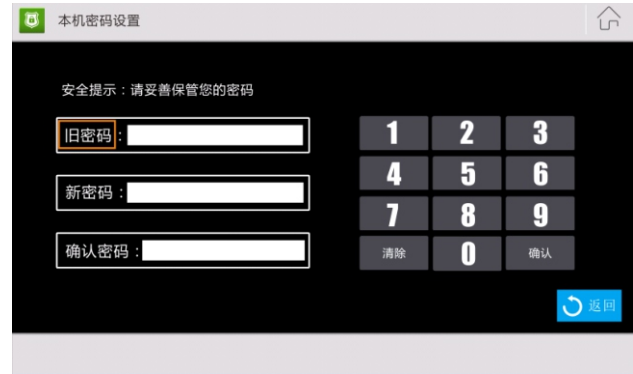 本机密码设置
安全提示：请妥善保管您的密码
旧密码：
新密码：
确认密码：
1 2 3
4 5 6
7 8 9
清除 0 确认
返回